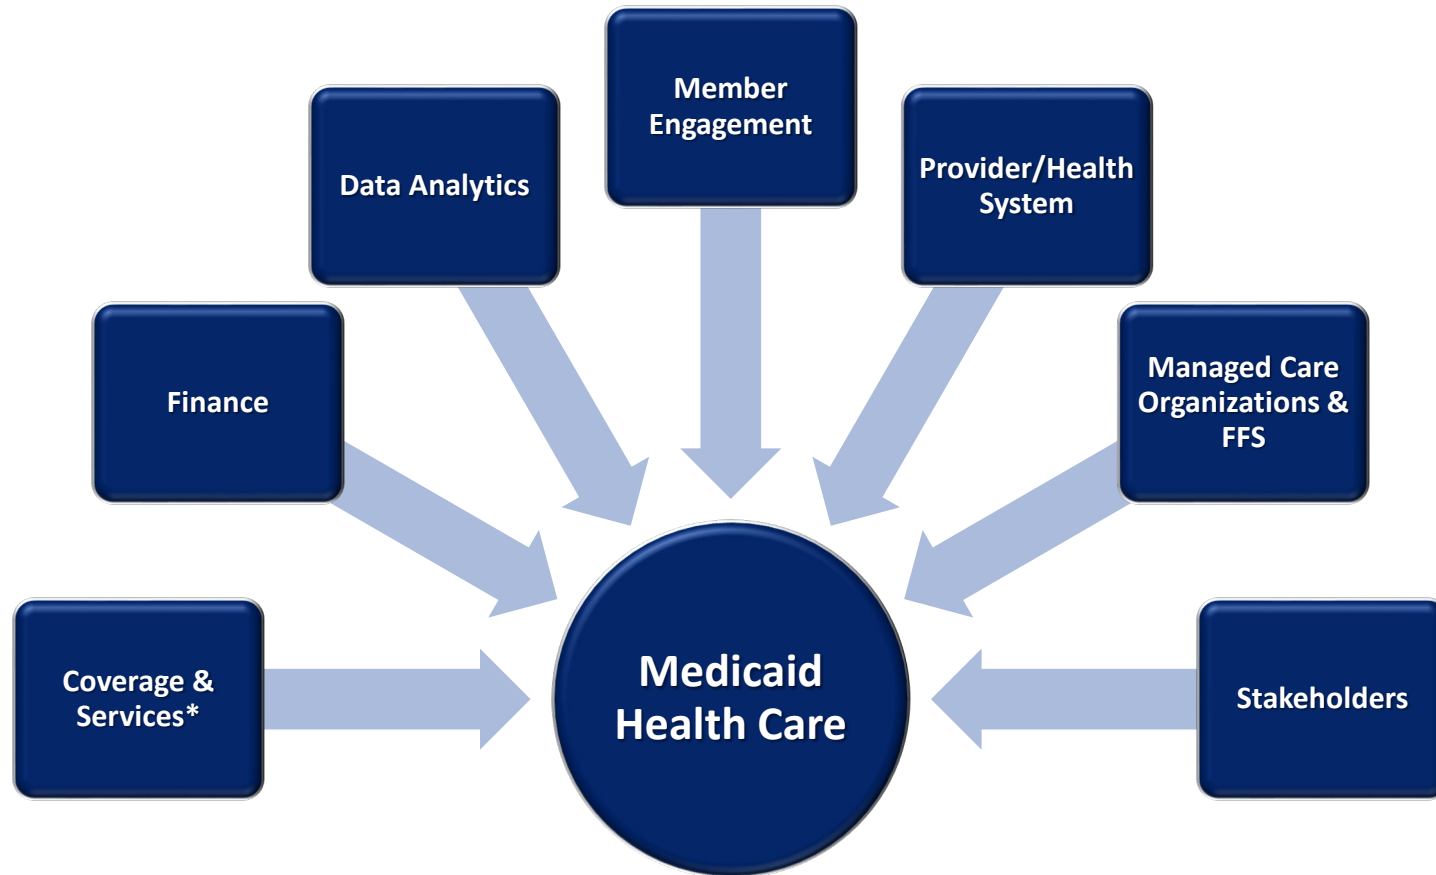 Member
Engagement
Data Analytics
Provider/Health
System
Finance
Managed Care
Organizations &
FFS
Coverage &
Services*
Medicaid
Health Care
Stakeholders